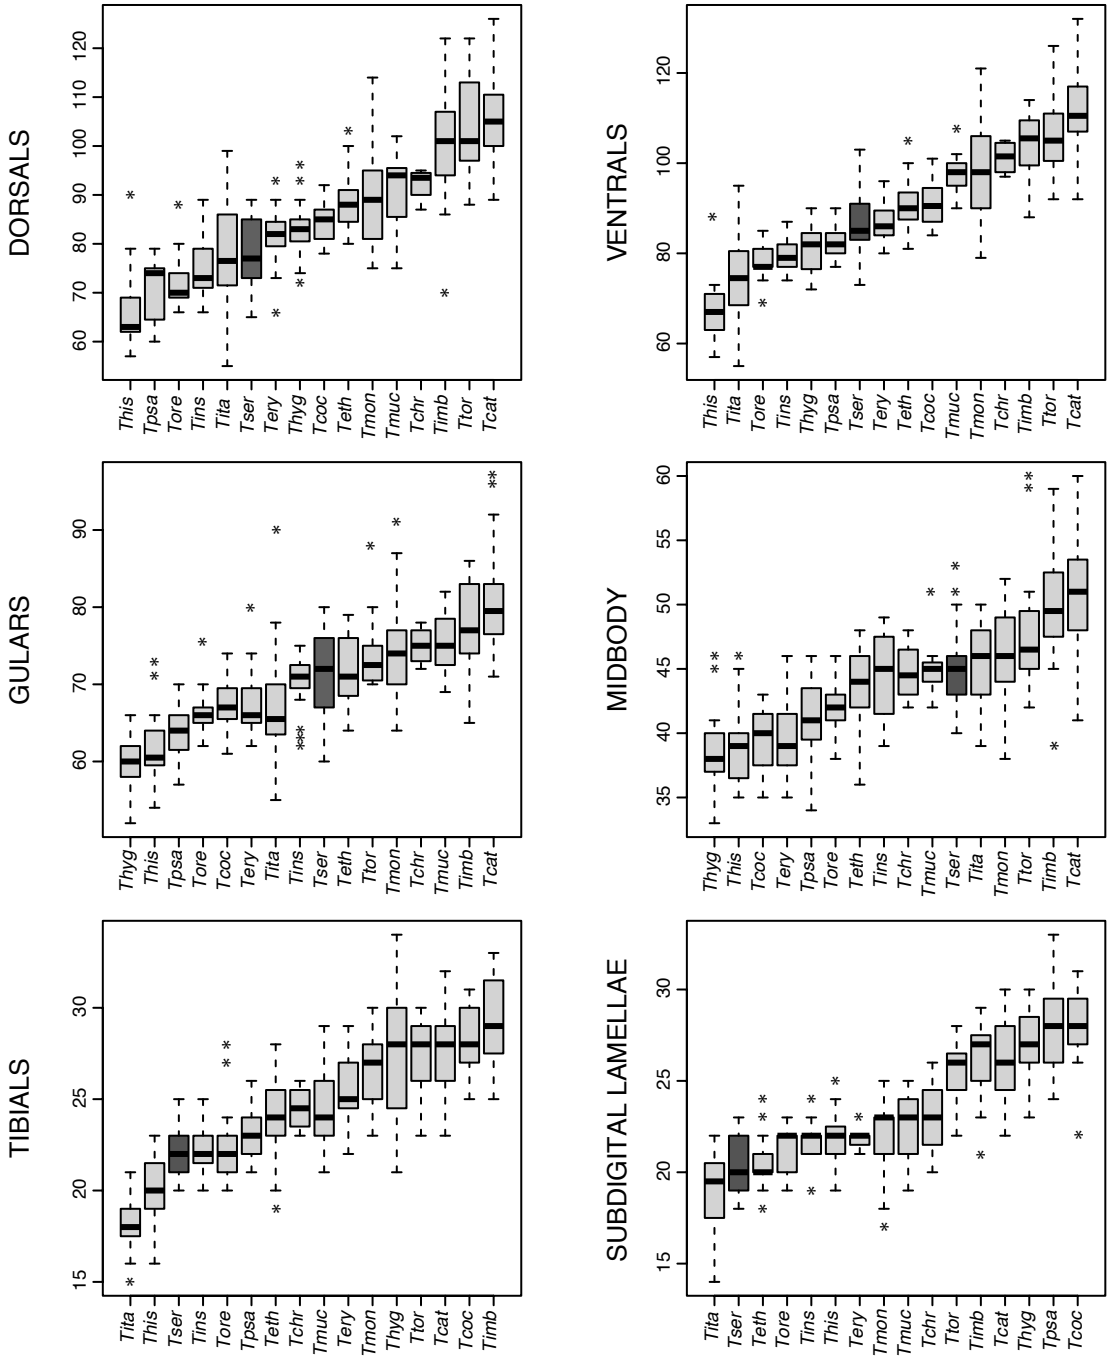 DORSALS
60 70 80 90 100 110 120
This Tpsa Tore Tins Tita Tser Tery Thyg Tcoc Teth Tmon Tmuc Tchr Timb Ttor Tcat
VENTRALS
60 80 100 120
This Tita Tore Tins Thyg Tpsa Tser Tery Teth Tcoc Tmuc Tmon Tchr Timb Ttor Tcat
GULARS
60 70 80 90
Thyg This Tpsa Tore Tcoc Tery Tita Tins Tser Teth Ttor Tmon Tchr Tmuc Timb Tcat
MIDBODY
35 40 45 50 55 60
Thyg This Tcoc Tery Tpsa Tore Teth Tins Tchr Tmuc Tser Tita Tmon Ttor Timb Tcat
TIBIALS
15 20 25 30
Tita This Tser Tins Tore Tpsa Teth Tchr Tmuc Tery Tmon Thyg Ttor Tcat Tcoc Timb
SUBDIGITAL LAMELLAE
15 20 25 30
Tita Tser Teth Tore Tins This Tery Tmon Tmuc Tchr Ttor Timb Tcat Thyg Tpsa Tcoc